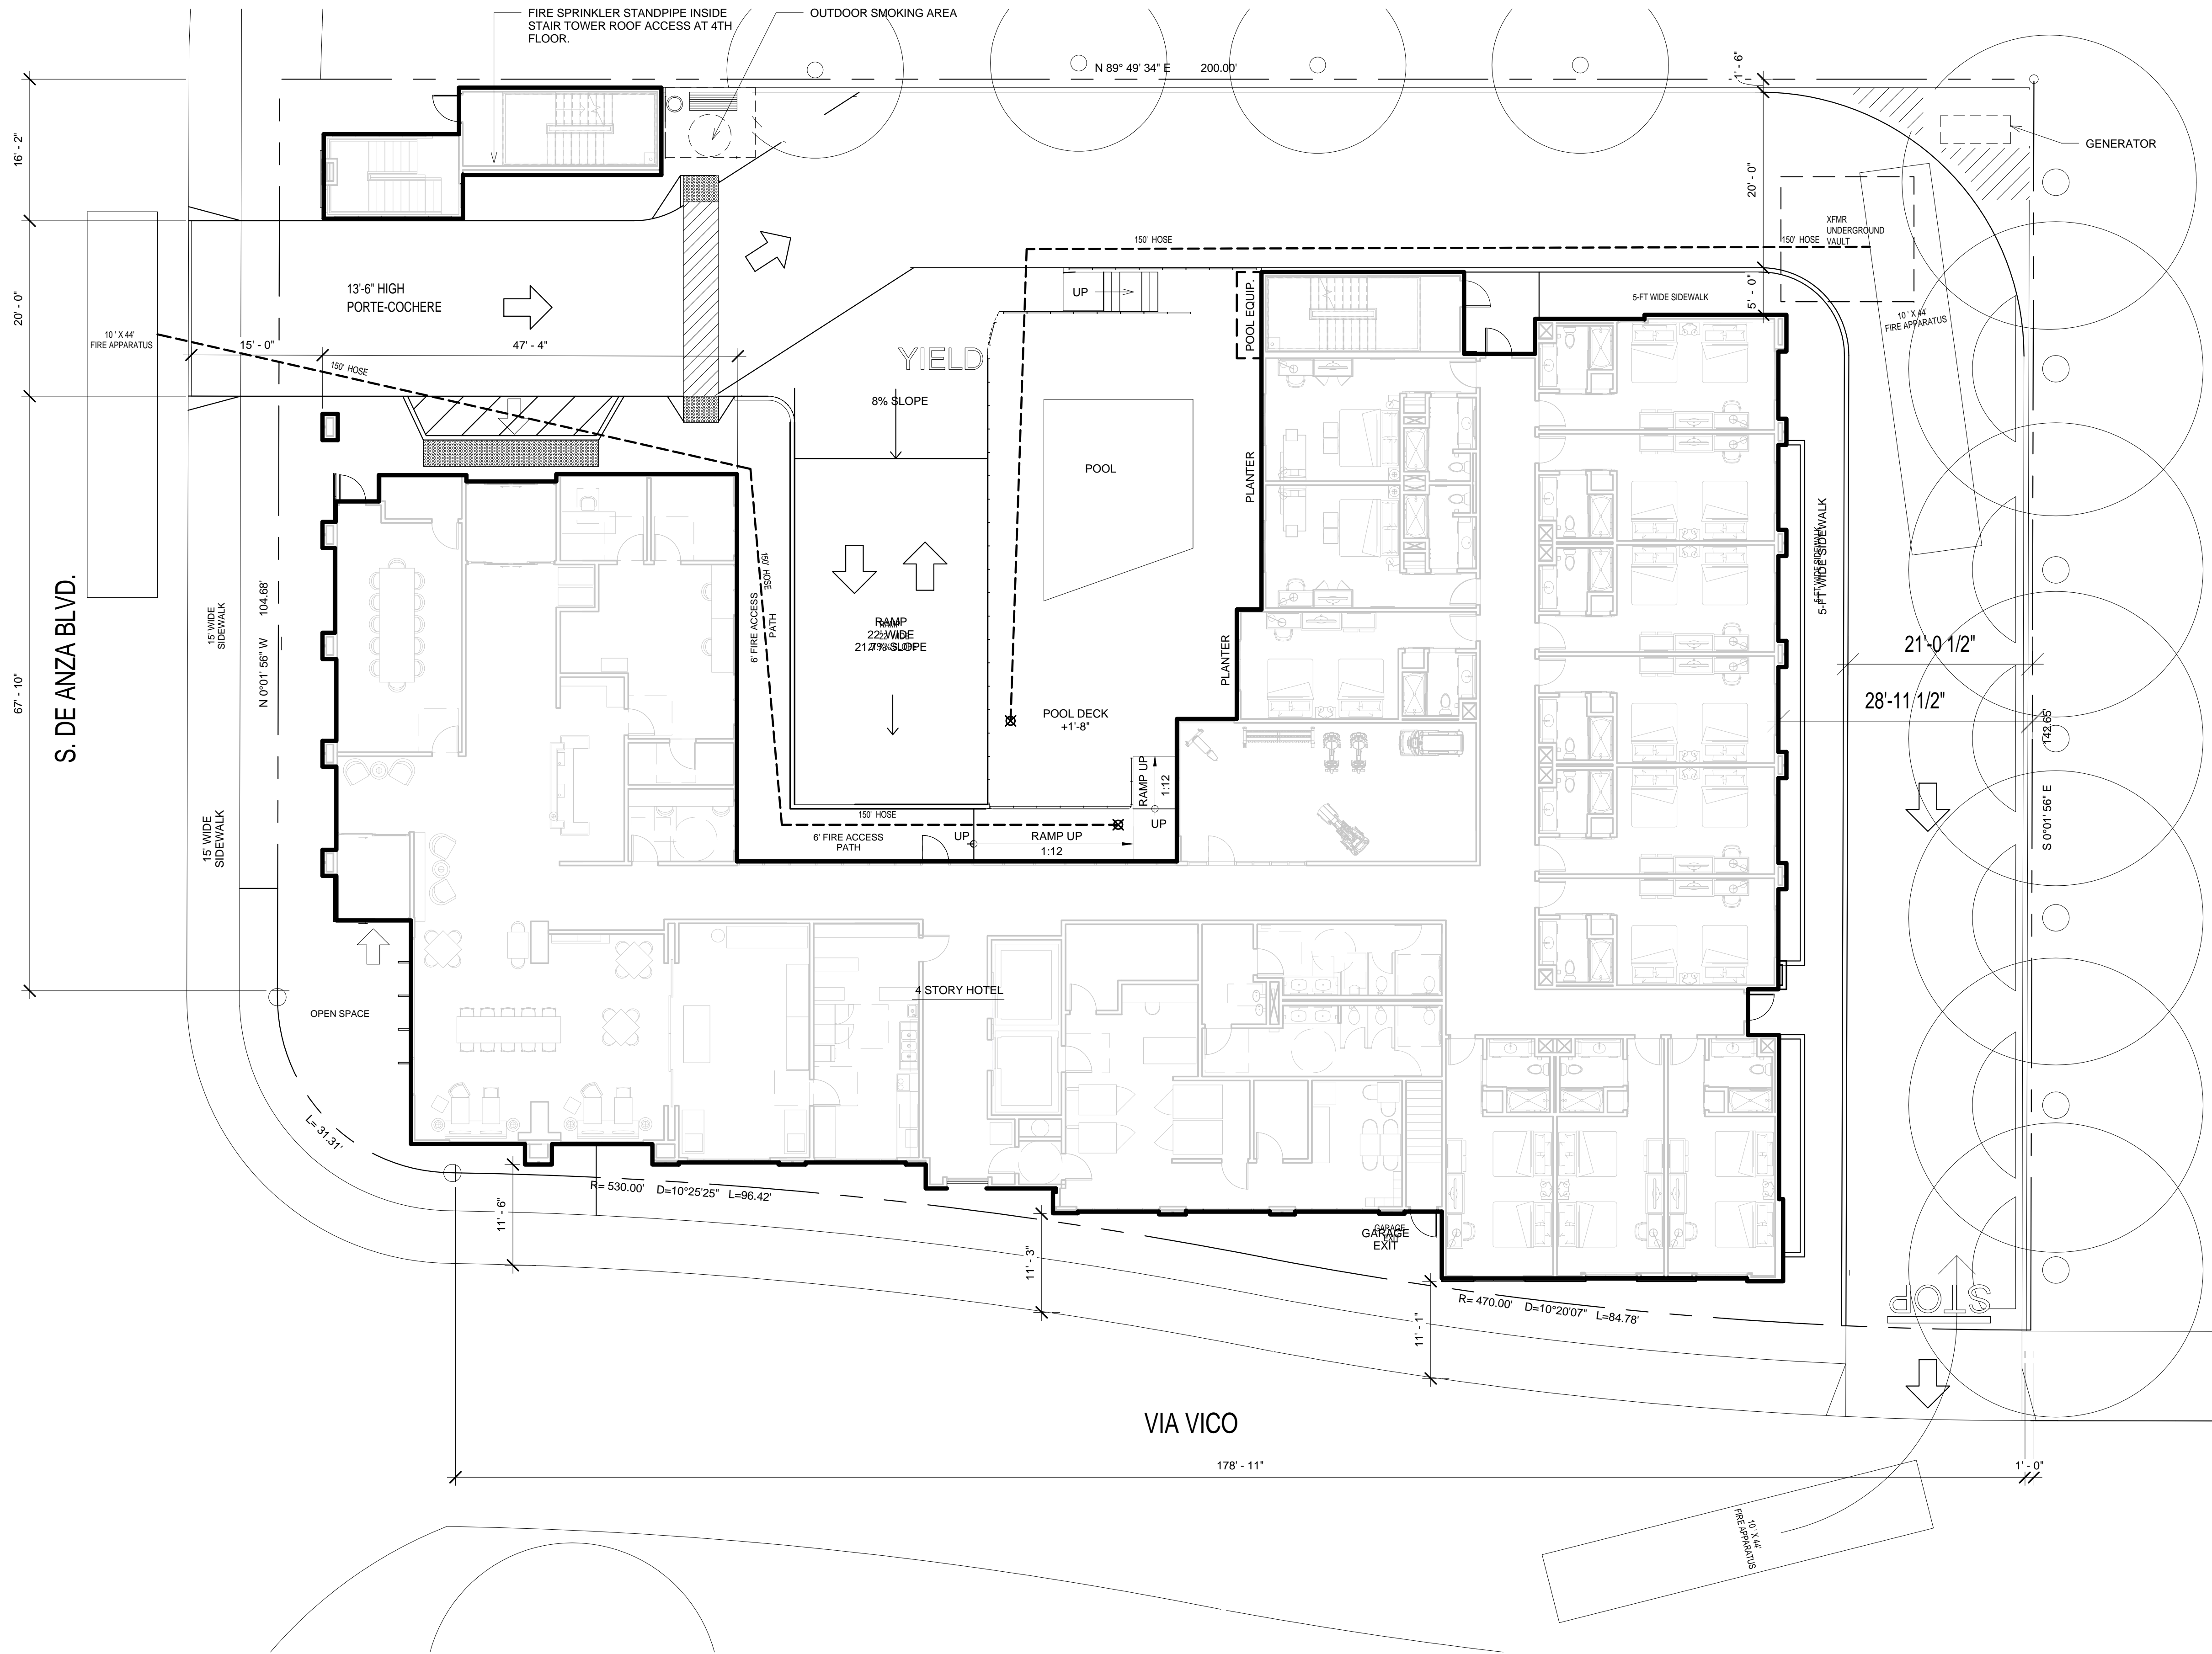 FIRE SPRINKLER STANDPIPE INSIDE
STAIR TOWER ROOF ACCESS AT 4TH
FLOOR.
OUTDOOR SMOKING AREA
N 89° 49' 34" E 200.00'
1' - 6"
16' - 2"
GENERATOR
20' - 0"
XFMR
UNDERGROUND
VAULT
150' HOSE
150' HOSE
13'-6" HIGH
PORTE-COCHERE
20' - 0"
UP
POOL EQUIP.
5' - 0"
5-FT WIDE SIDEWALK
10 ' X 44'
FIRE APPARATUS
10 ' X 44'
FIRE APPARATUS
15' - 0"
47' - 4"
150' HOSE
YIELD
8% SLOPE
POOL
PLANTER
5-FT WIDE SIDEWALK
5-FT WIDE SIDEWALK
S. DE ANZA BLVD.
15' WIDE
SIDEWALK
N 0°01' 56" W 104.68'
150' HOSE
6' FIRE ACCESS
PATH
RAMP
22' WIDE
PLANTER
21'-0 1/2"
28'-11 1/2"
67' - 10"
POOL DECK
+1'-8"
142.65'
S 0°01' 56" E
RAMP UP
1:12
15' WIDE
SIDEWALK
150' HOSE
6' FIRE ACCESS
PATH
UP
RAMP UP
1:12
UP
4 STORY HOTEL
OPEN SPACE
L= 31.31'
R= 530.00' D=10°25'25" L=96.42'
11' - 6"
11' - 3"
GARAGE
EXIT
GARAGE
EXIT
11' - 1"
R= 470.00' D=10°20'07" L=84.78'
STOP
VIA VICO
178' - 11"
1' - 0"
10 ' X 44'
FIRE APPARATUS